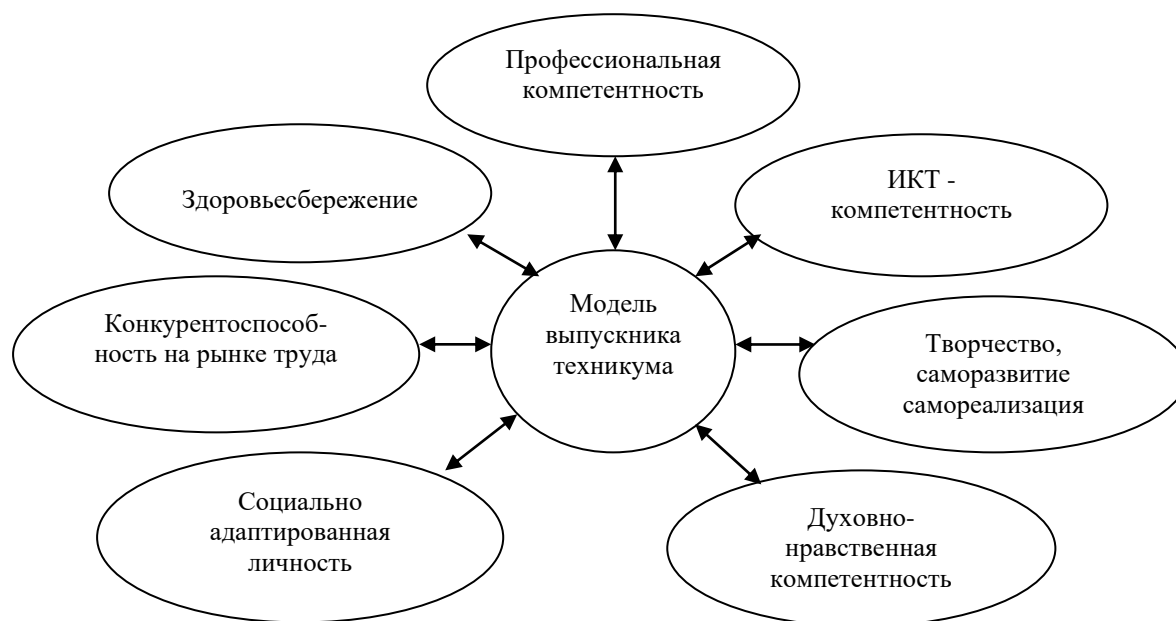 Профессиональная
компетентность
Здоровьесбережение
ИКТ -
компетентность
Модель
выпускника
техникума
Конкурентоспособ-
ность на рынке труда
Творчество,
саморазвитие
самореализация
Социально
адаптированная
личность
Духовно-
нравственная
компетентность